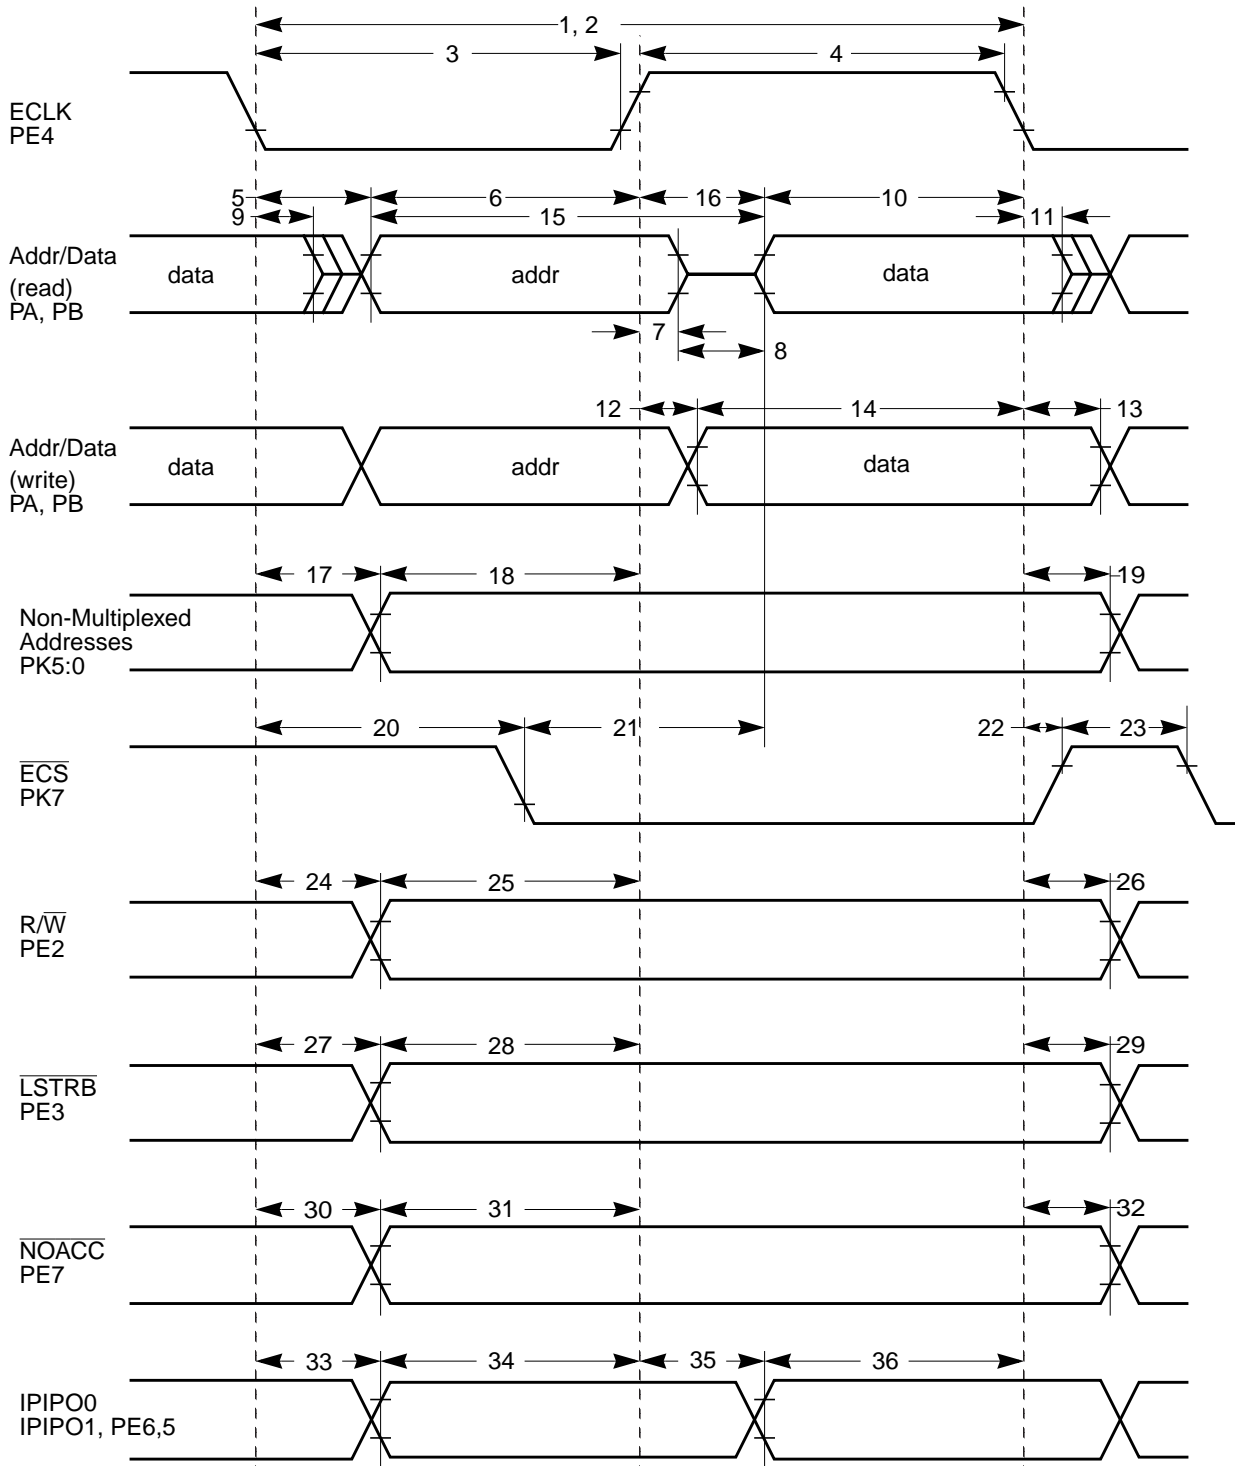 1, 2
3
4
ECLK
PE4
5
6
16
10
9
15
11
Addr/Data
(read)
PA, PB
data
addr
data
7
8
12
14
13
Addr/Data
(write)
PA, PB
data
addr
data
17
18
19
Non-Multiplexed
Addresses
PK5:0
20
21
22
23
ECS
PK7
24
25
26
R/W
PE2
27
28
29
LSTRB
PE3
30
31
32
NOACC
PE7
33
34
35
36
IPIPO0
IPIPO1, PE6,5